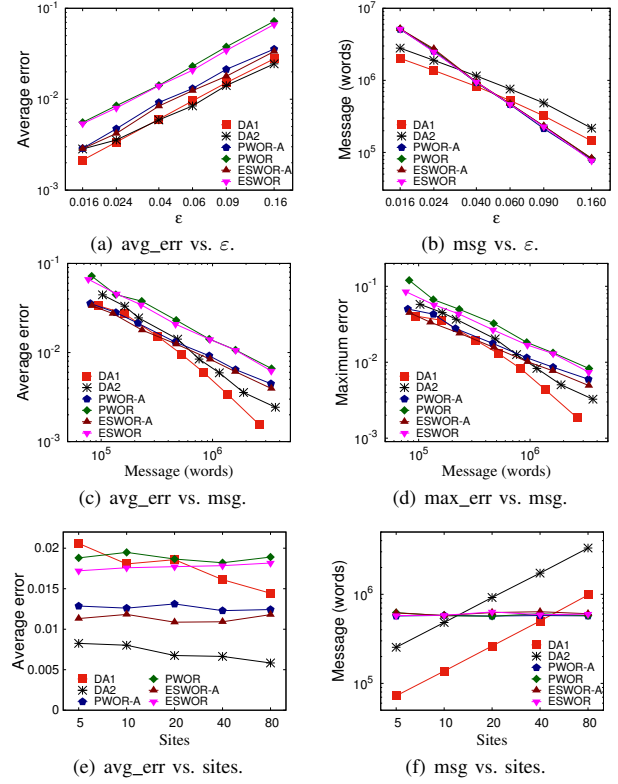 10^-1
10^-2
10^-3
Average error
0.016 0.024 0.04 0.06 0.09 0.16
ε
DA1
DA2
PWOR-A
PWOR
ESWOR-A
ESWOR
(a) avg_err vs. ε.
10^7
10^6
10^5
Message (words)
0.016 0.024 0.040 0.060 0.090 0.160
ε
DA1
DA2
PWOR-A
PWOR
ESWOR-A
ESWOR
(b) msg vs. ε.
10^-1
10^-2
10^-3
Average error
DA1
DA2
PWOR-A
PWOR
ESWOR-A
ESWOR
10^5 10^6
Message (words)
(c) avg_err vs. msg.
10^-1
10^-2
10^-3
Maximum error
DA1
DA2
PWOR-A
PWOR
ESWOR-A
ESWOR
10^5 10^6
Message (words)
(d) max_err vs. msg.
0.02
0.015
0.01
0.005
0
Average error
DA1
DA2
PWOR-A
PWOR
ESWOR-A
ESWOR
5 10 20 40 80
Sites
(e) avg_err vs. sites.
10^6
10^5
Message (words)
DA1
DA2
PWOR-A
PWOR
ESWOR-A
ESWOR
5 10 20 40 80
Sites
(f) msg vs. sites.